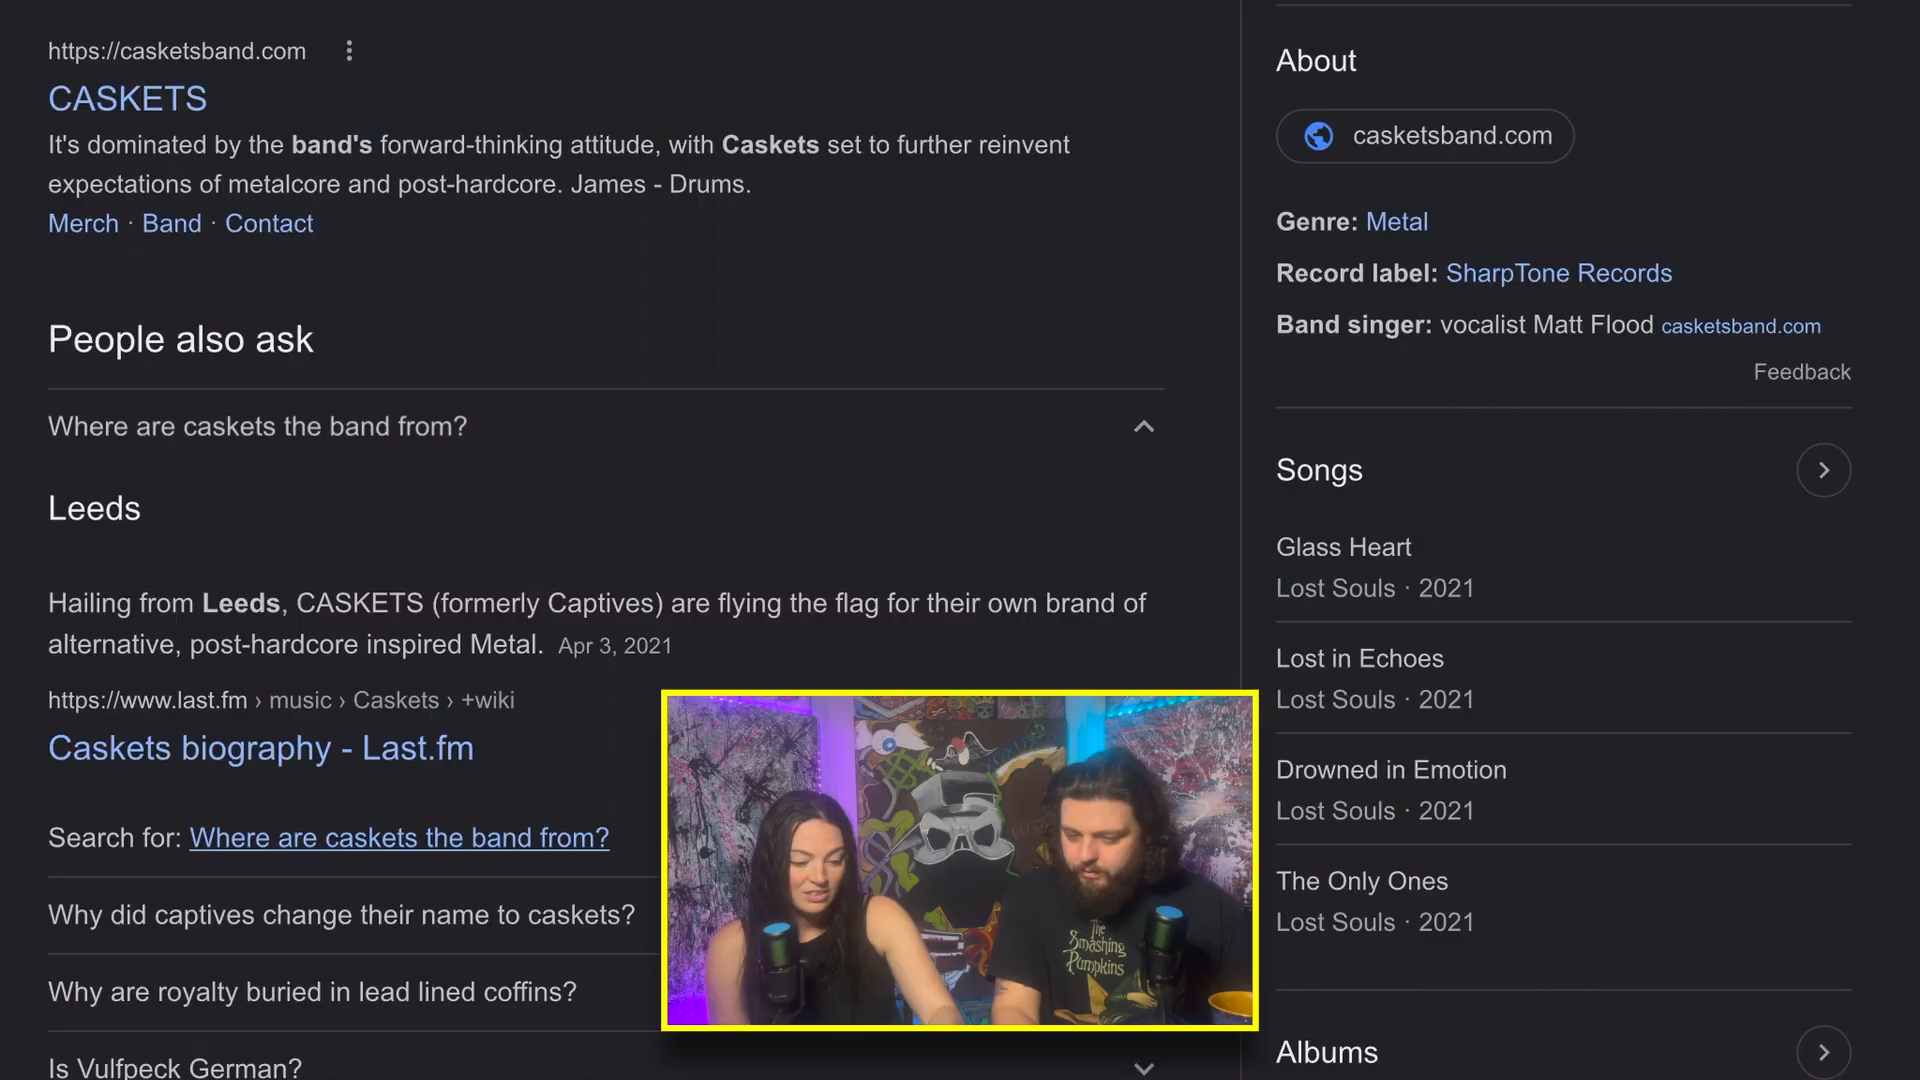 https://casketsband.com
CASKETS
It's dominated by the band's forward-thinking attitude, with Caskets set to further reinvent
expectations of metalcore and post-hardcore. James - Drums.
Merch · Band · Contact
People also ask
Where are caskets the band from?
Leeds
Hailing from Leeds, CASKETS (formerly Captives) are flying the flag for their own brand of
alternative, post-hardcore inspired Metal. Apr 3, 2021
https://www.last.fm › music › Caskets › +wiki
Caskets biography - Last.fm
Search for: Where are caskets the band from?
Why did captives change their name to caskets?
Why are royalty buried in lead lined coffins?
Is Vulfpeck German?
The
Smashing
Pumpkins
About
casketsband.com
Genre: Metal
Record label: SharpTone Records
Band singer: vocalist Matt Flood casketsband.com
Feedback
Songs
Glass Heart
Lost Souls · 2021
Lost in Echoes
Lost Souls · 2021
Drowned in Emotion
Lost Souls · 2021
The Only Ones
Lost Souls · 2021
Albums